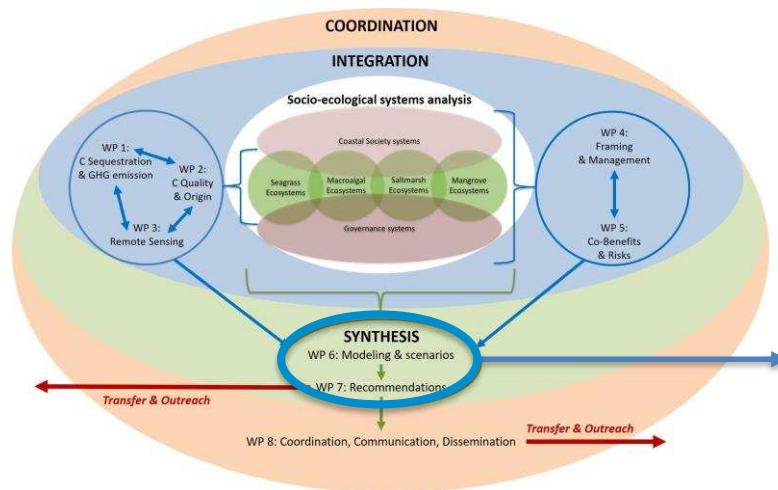 COORDINATION
INTEGRATION
Socio-ecological systems analysis
Coastal Society systems
WP 1:
C Sequestration
& GHG emission
WP 2:
C Quality
& Origin
WP 3:
Remote Sensing
Seagrass
Ecosystems
Macroalgal
Ecosystems
Saltmarsh
Ecosystems
Mangrove
Ecosystems
Governance systems
WP 4:
Framing
& Management
WP 5:
Co-Benefits
& Risks
SYNTHESIS
WP 6: Modeling & scenarios
WP 7: Recommendations
Transfer & Outreach
Transfer & Outreach
WP 8: Coordination, Communication, Dissemination